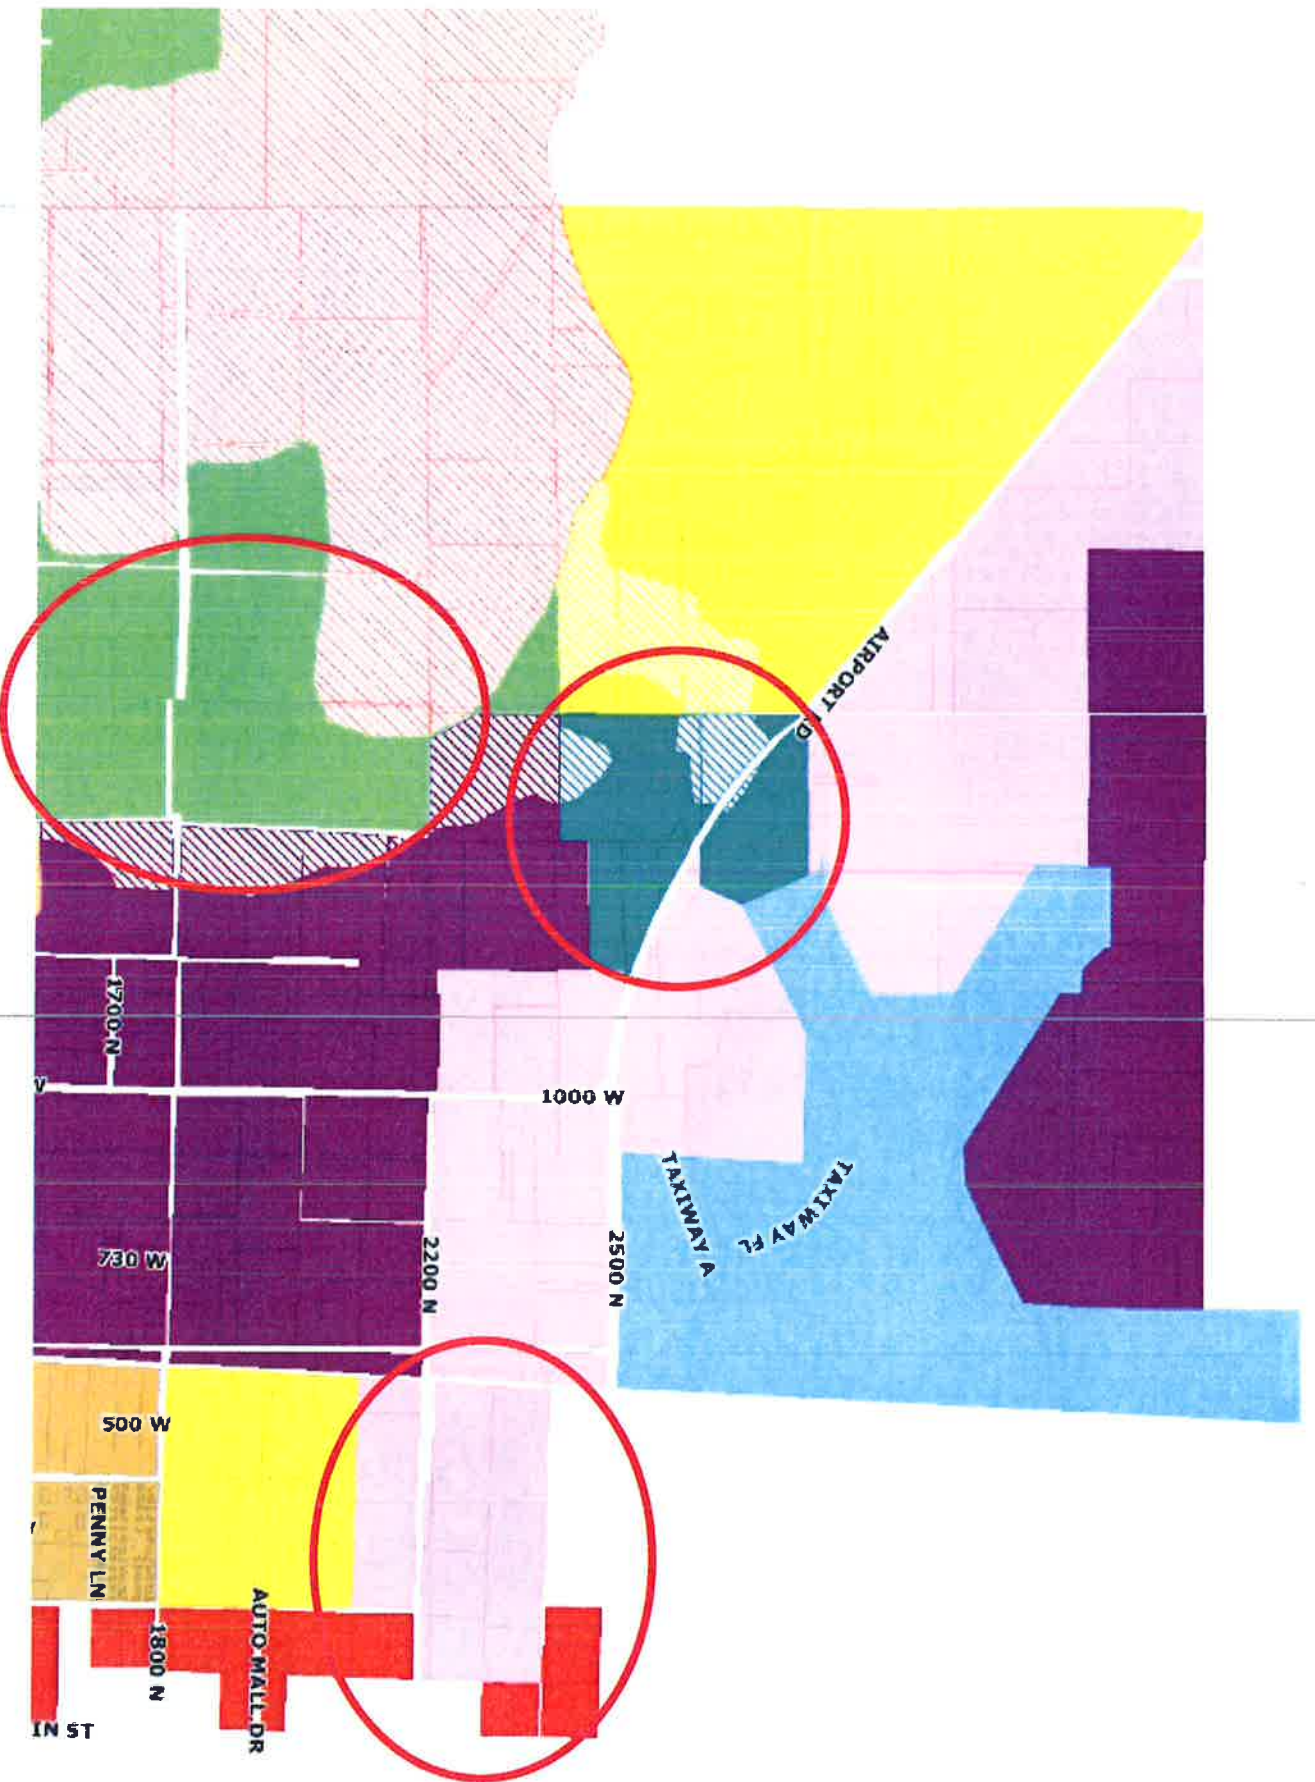 AIRPORT RD
1700 N
W
1000 W
TAXIWAY A
TAXIWAY FL
2200 N
2500 N
730 W
500 W
PENNY LN
AUTO MALL DR
1800 N
IN ST